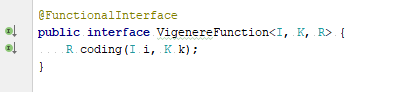 @FunctionalInterface
public interface VigenereFunction<I, K, R> {
    R coding(I i, K k);
}